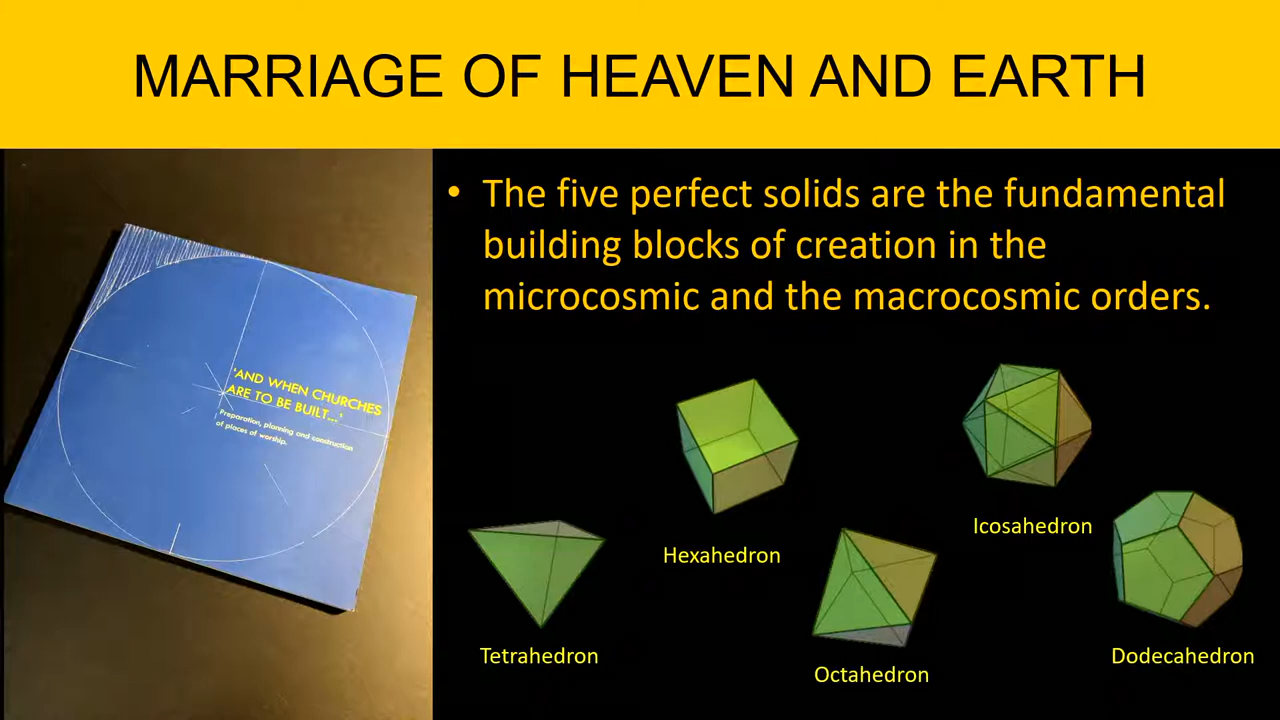 MARRIAGE OF HEAVEN AND EARTH
• The five perfect solids are the fundamental
building blocks of creation in the
microcosmic and the macrocosmic orders.
'AND WHEN CHURCHES
ARE TO BE BUILT...'
Preparation, planning and construction
of places of worship.
Tetrahedron
Hexahedron
Octahedron
Icosahedron
Dodecahedron